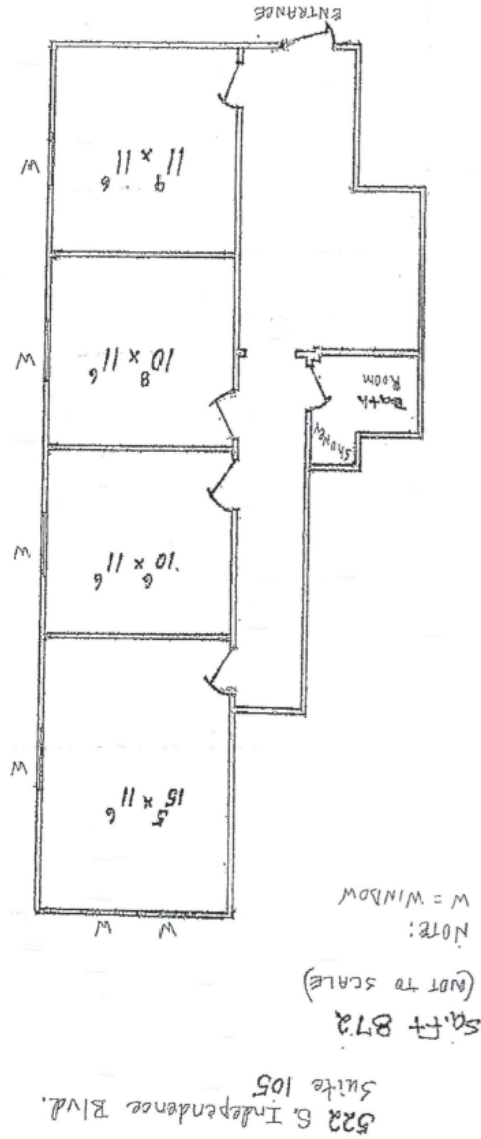 522 S. Independence Blvd.
Suite 105
Sq.Ft 872
(NOT TO SCALE)
NOTE:
W = WINDOW
W W
15⁵ x 11⁶
W
10⁶ x 11⁶
W
Shower
Bath
Room
10⁸ x 11⁶
W
11⁹ x 11⁶
W
ENTRANCE